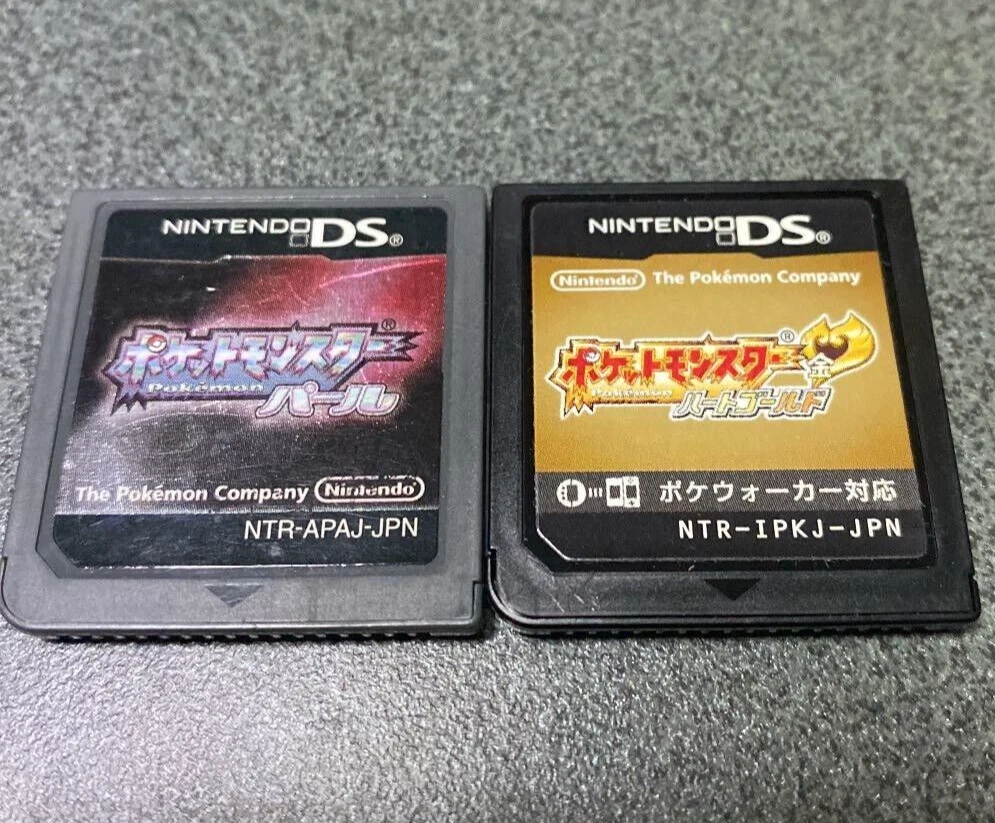 NINTENDO DS®
ポケットモンスター®
Pokémon
パール
The Pokémon Company Nintendo
NTR-APAJ-JPN
NINTENDO DS®
Nintendo The Pokémon Company
ポケットモンスター®
Pokémon
金
ハートゴールド
ポケウォーカー対応
NTR-IPKJ-JPN